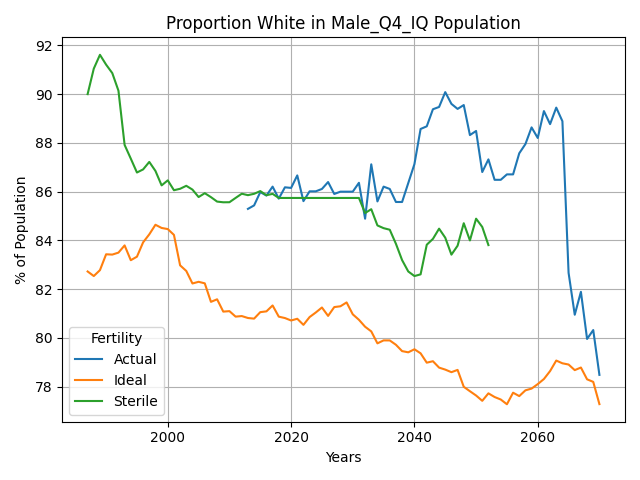 Proportion White in Male_Q4_IQ Population
% of Population
92
90
88
86
84
82
80
78
Fertility
Actual
Ideal
Sterile
2000
2020
2040
2060
Years